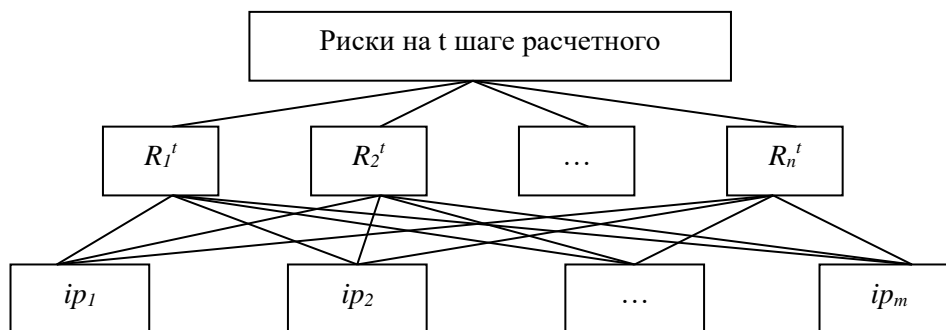 Риски на t шаге расчетного
R₁ᵗ R₂ᵗ … Rₙᵗ
ip₁ ip₂ … ipₘ